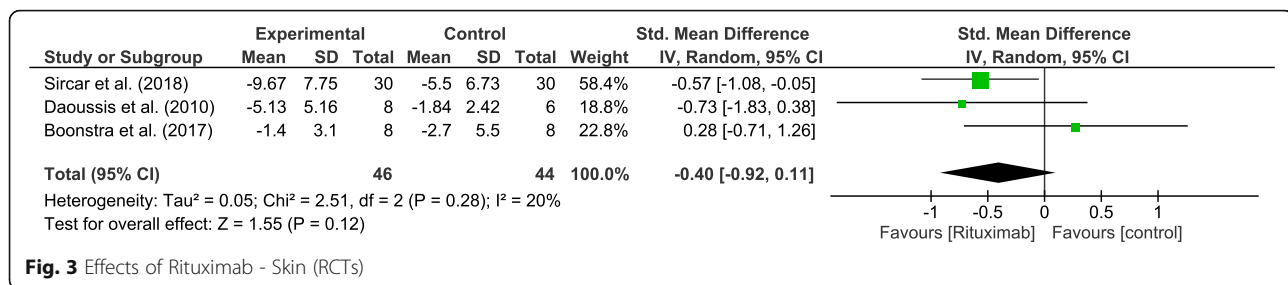 Experimental Control Std. Mean Difference Std. Mean Difference
Study or Subgroup Mean SD Total Mean SD Total Weight IV, Random, 95% CI IV, Random, 95% CI
Sircar et al. (2018) -9.67 7.75 30 -5.5 6.73 30 58.4% -0.57 [-1.08, -0.05]
Daoussis et al. (2010) -5.13 5.16 8 -1.84 2.42 6 18.8% -0.73 [-1.83, 0.38]
Boonstra et al. (2017) -1.4 3.1 8 -2.7 5.5 8 22.8% 0.28 [-0.71, 1.26]
Total (95% CI) 46 44 100.0% -0.40 [-0.92, 0.11]
Heterogeneity: Tau² = 0.05; Chi² = 2.51, df = 2 (P = 0.28); I² = 20%
Test for overall effect: Z = 1.55 (P = 0.12)
-1 -0.5 0 0.5 1
Favours [Rituximab] Favours [control]
Fig. 3 Effects of Rituximab - Skin (RCTs)